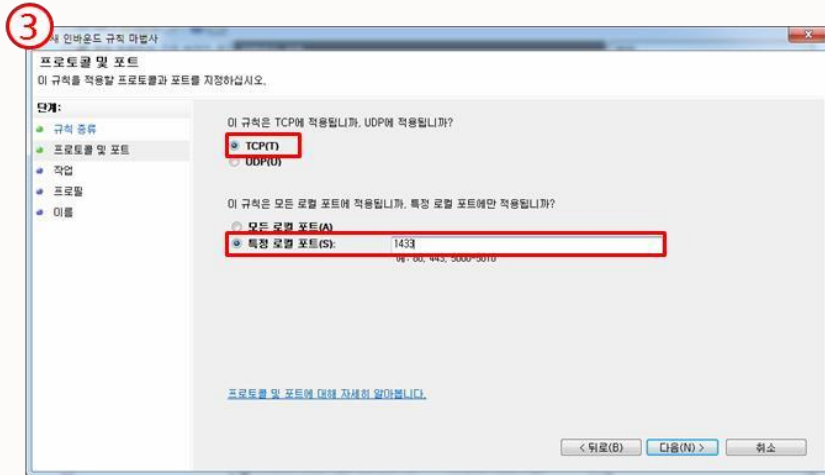 ③
새 인바운드 규칙 마법사
프로토콜 및 포트
이 규칙을 적용할 프로토콜과 포트를 지정하십시오.
단계:
규칙 종류
프로토콜 및 포트
작업
프로필
이름
이 규칙은 TCP에 적용됩니까, UDP에 적용됩니까?
TCP(T)
UDP(U)
이 규칙은 모든 로컬 포트에 적용됩니까, 특정 로컬 포트에만 적용됩니까?
모든 로컬 포트(A)
특정 로컬 포트(S): 1433
예: 80, 443, 5000-5010
프로토콜 및 포트에 대해 자세히 알아봅니다.
< 뒤로(B) 다음(N) > 취소